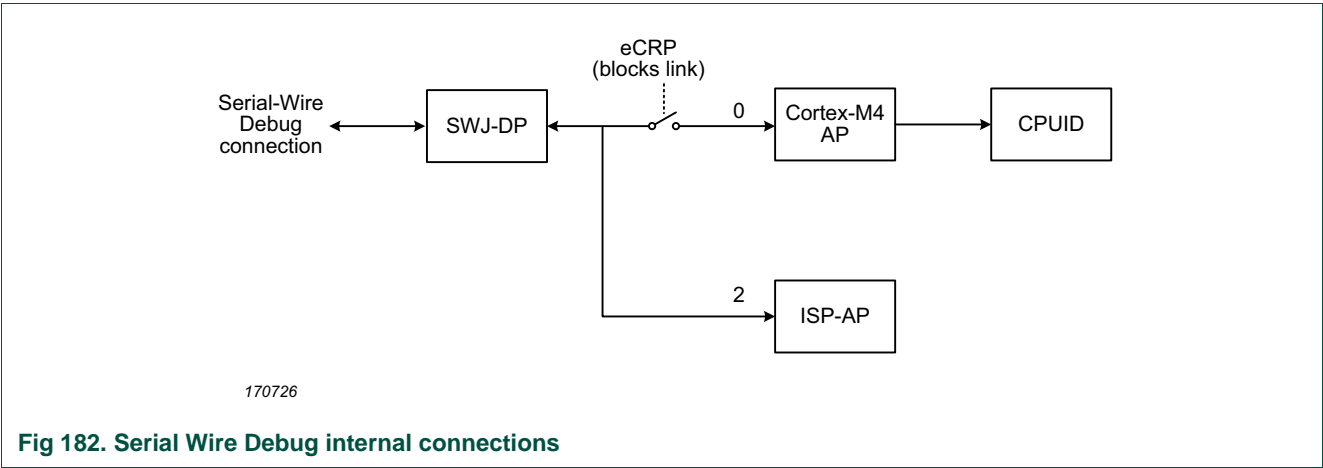 eCRP
(blocks link)
Serial-Wire
Debug
connection
SWJ-DP
0
Cortex-M4
AP
CPUID
2
ISP-AP
170726
Fig 182. Serial Wire Debug internal connections